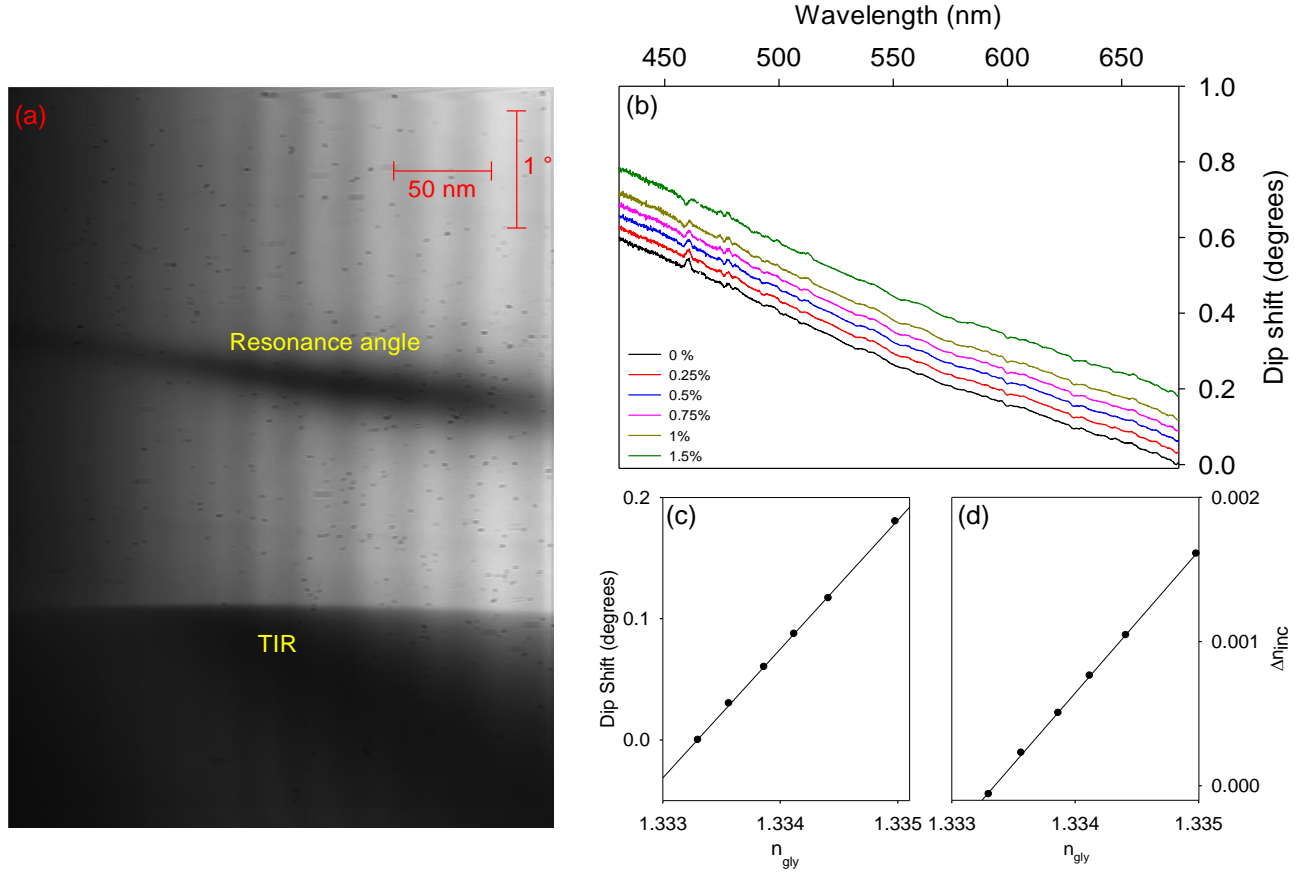 (a)
1 °
50 nm
Resonance angle
TIR
Wavelength (nm)
450 500 550 600 650
(b)
1.0
0.8
0.6
0.4
0.2
0.0
Dip shift (degrees)
0 %
0.25%
0.5%
0.75%
1%
1.5%
(c)
0.2
0.1
0.0
Dip Shift (degrees)
1.333 1.334 1.335
n gly
(d)
0.002
0.001
0.000
Δninc
1.333 1.334 1.335
n gly